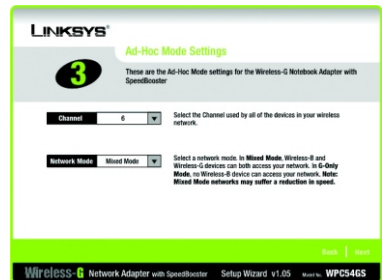 LINKSYS®
Ad-Hoc Mode Settings
3
These are the Ad-Hoc Mode settings for the Wireless-G Notebook Adapter with
SpeedBooster
Channel 6
Select the Channel used by all of the devices in your wireless
network.
Network Mode Mixed Mode
Select a network mode. In Mixed Mode, Wireless-B and
Wireless-G devices can both access your network. In G-Only
Mode, no Wireless-B device can access your network. Note:
Mixed Mode networks may suffer a reduction in speed.
Back Next
Wireless-G Network Adapter with SpeedBooster Setup Wizard v1.05 Model No. WPC54GS